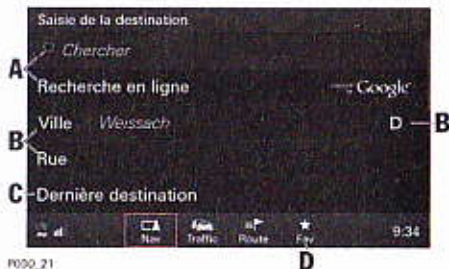 Saisie de la destination
Chercher
A
Recherche en ligne Google
B Ville Weissach D B
Rue
C Dernière destination
Nav Traffic Route Fav 9:34
P030_21 D